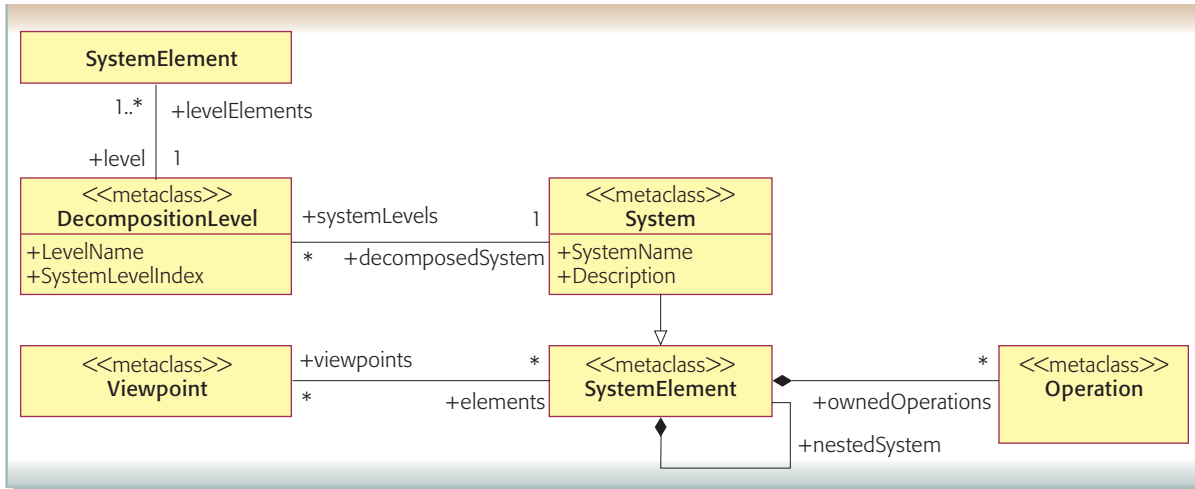 SystemElement
1..*
+levelElements
+level
1
<<metaclass>>
DecompositionLevel
+LevelName
+SystemLevelIndex
+systemLevels
*
1
+decomposedSystem
<<metaclass>>
System
+SystemName
+Description
<<metaclass>>
Viewpoint
+viewpoints
*
*
+elements
<<metaclass>>
SystemElement
*
+ownedOperations
+nestedSystem
<<metaclass>>
Operation